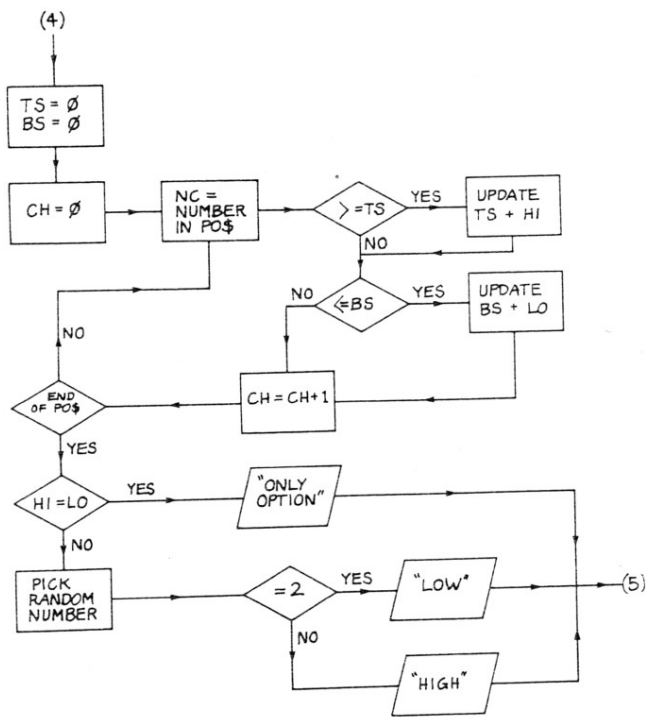 (4)
TS = Ø
BS = Ø
CH = Ø
NC =
NUMBER
IN PO$
>=TS
YES
UPDATE
TS + HI
NO
<=BS
NO
YES
UPDATE
BS + LO
NO
CH = CH+1
END
OF PO$
YES
HI = LO
YES
"ONLY
OPTION"
NO
PICK
RANDOM
NUMBER
= 2
YES
"LOW"
(5)
NO
"HIGH"